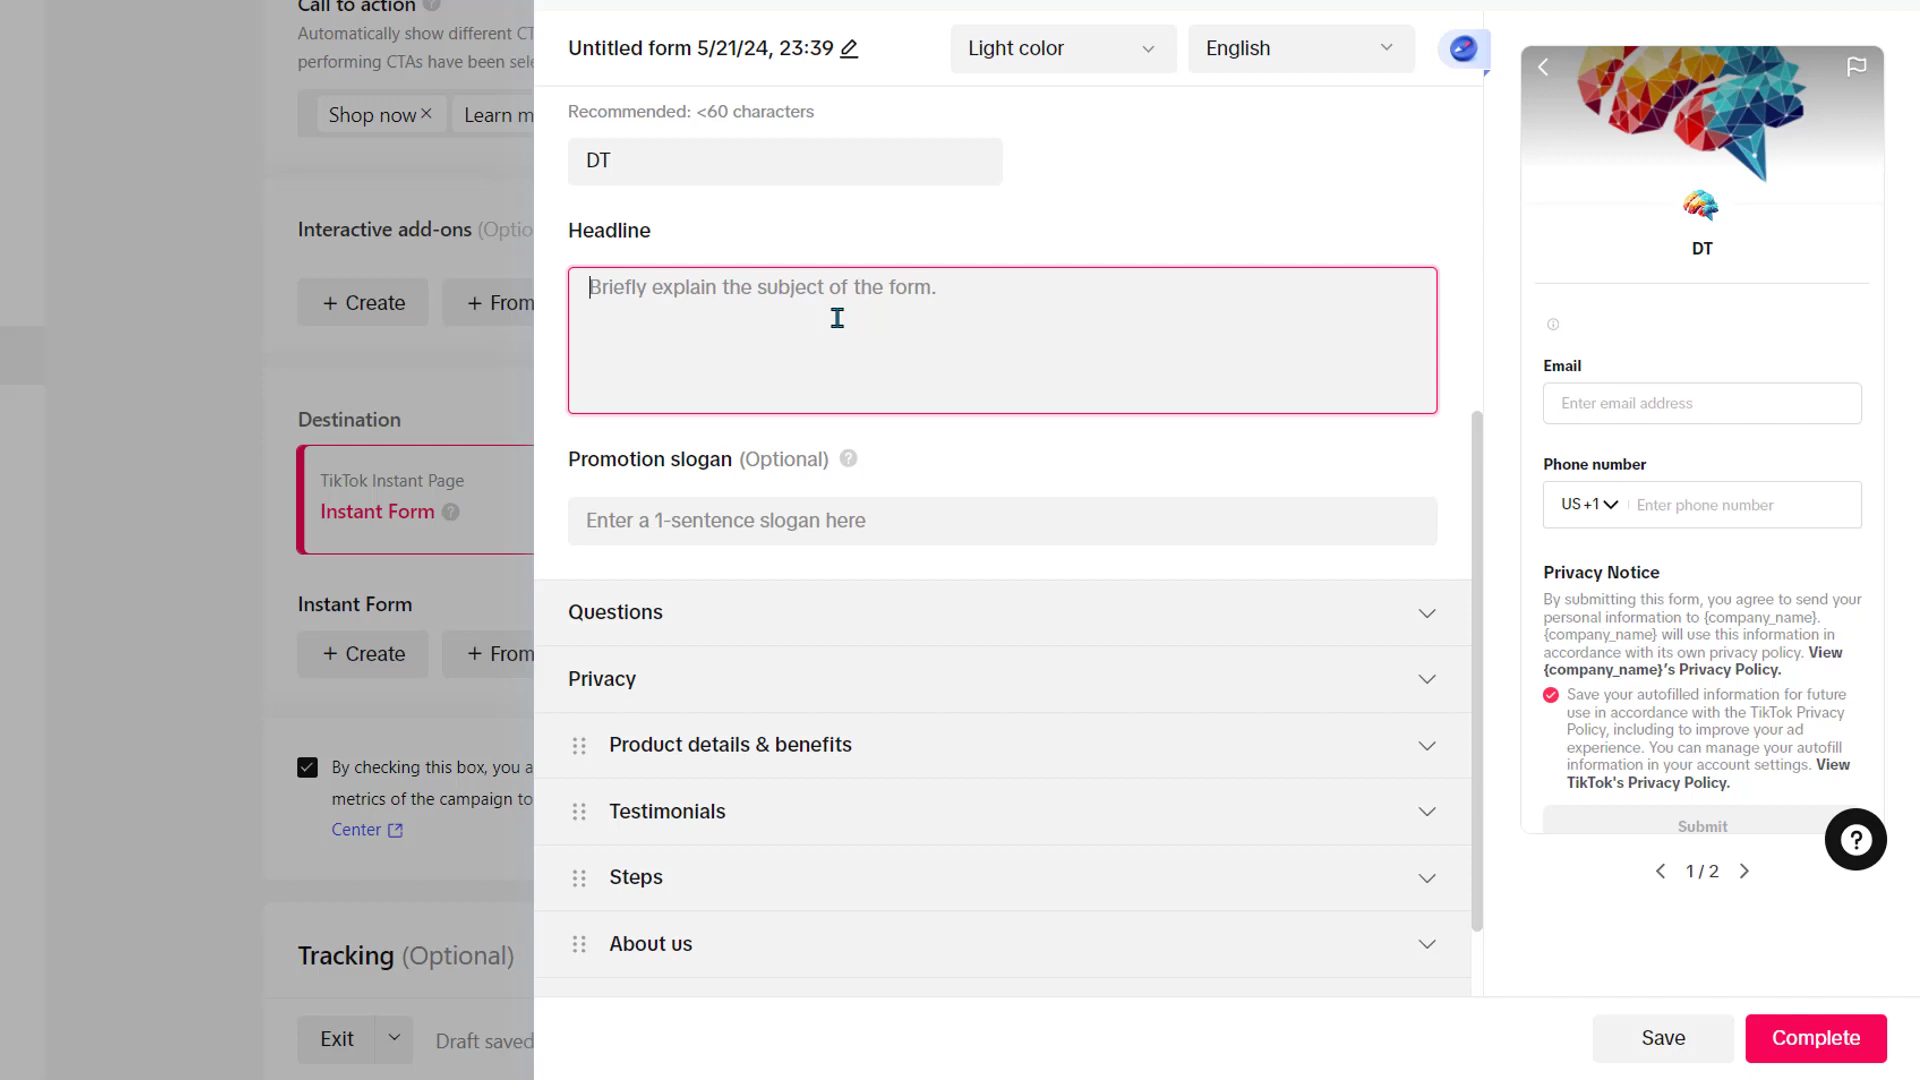 Call to action
Automatically show different CT
performing CTAs have been sele
Shop now
Learn m
Interactive add-ons (Optio
+ Create
+ From
Destination
TikTok Instant Page
Instant Form
Instant Form
+ Create
+ From
By checking this box, you a
metrics of the campaign to
Center
Tracking (Optional)
Exit
Draft saved
Untitled form 5/21/24, 23:39
Light color
English
Recommended: <60 characters
DT
Headline
Briefly explain the subject of the form.
Promotion slogan (Optional)
Enter a 1-sentence slogan here
Questions
Privacy
Product details & benefits
Testimonials
Steps
About us
DT
Email
Enter email address
Phone number
US +1
Enter phone number
Privacy Notice
By submitting this form, you agree to send your
personal information to {company_name}.
{company_name} will use this information in
accordance with its own privacy policy. View
{company_name}'s Privacy Policy.
Save your autofilled information for future
use in accordance with the TikTok Privacy
Policy, including to improve your ad
experience. You can manage your autofill
information in your account settings. View
TikTok's Privacy Policy.
Submit
1 / 2
Save
Complete